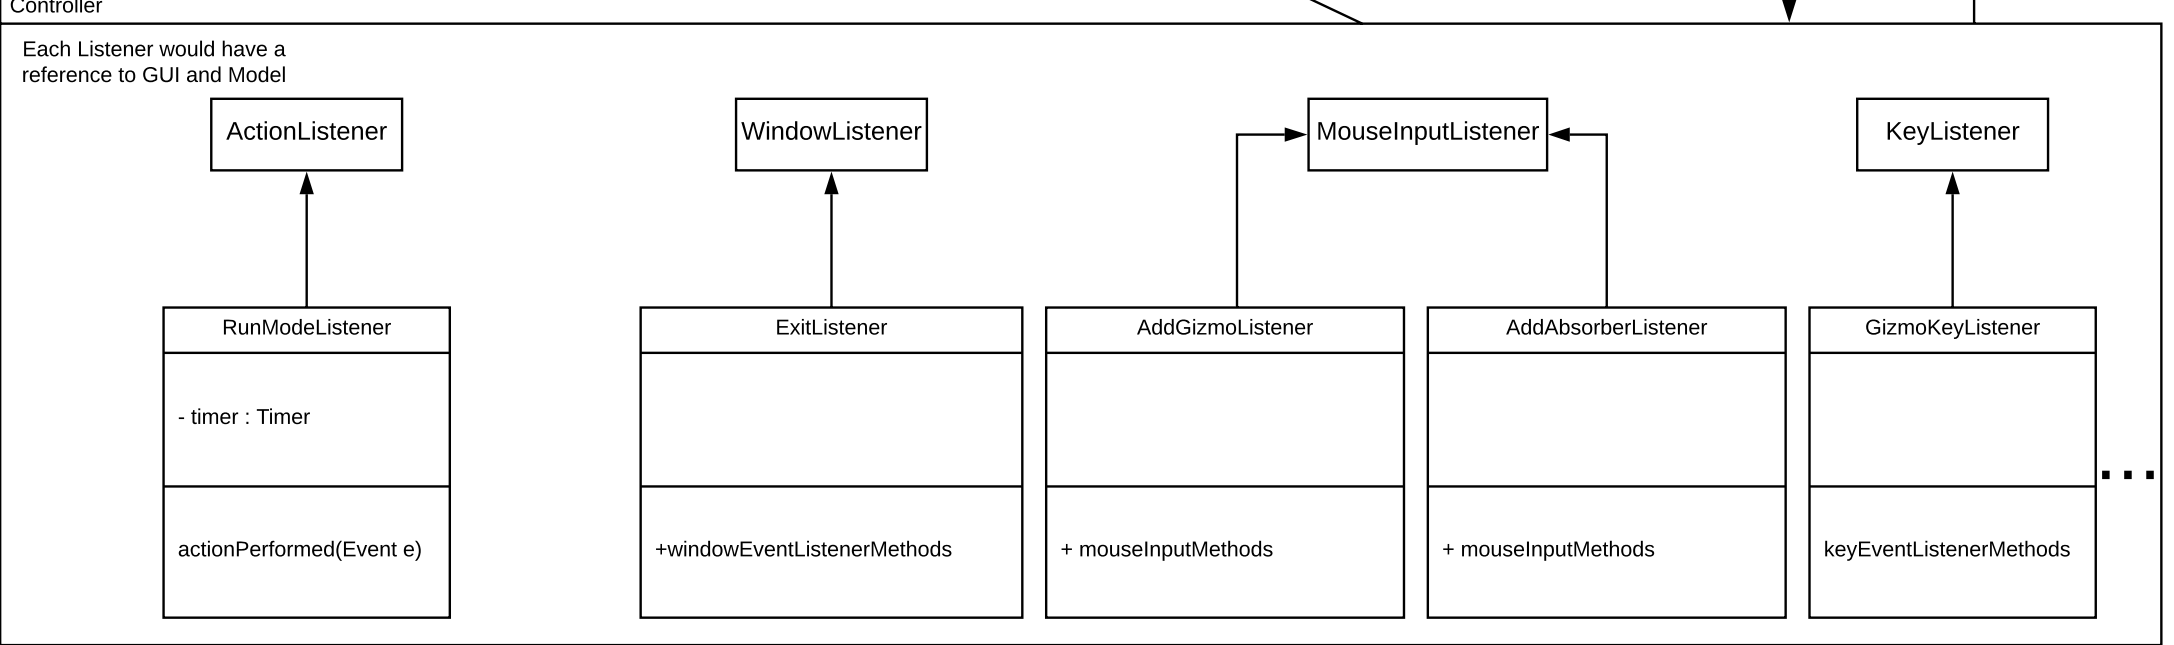 Controller
Each Listener would have a
reference to GUI and Model
ActionListener
WindowListener
MouseInputListener
KeyListener
RunModeListener
ExitListener
AddGizmoListener
AddAbsorberListener
GizmoKeyListener
- timer : Timer
...
actionPerformed(Event e)
+windowEventListenerMethods
+ mouseInputMethods
+ mouseInputMethods
keyEventListenerMethods